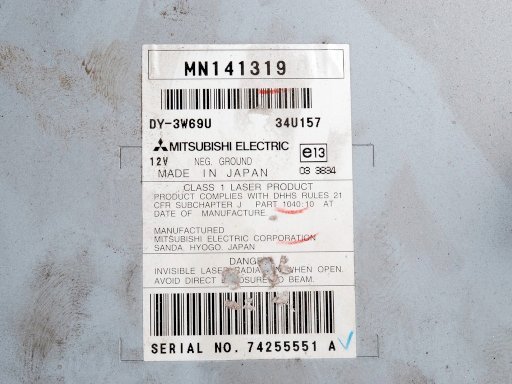 MN141319
DY-3W69U 34U157
MITSUBISHI ELECTRIC e13
12V NEG. GROUND
MADE IN JAPAN 03 3834
CLASS 1 LASER PRODUCT
PRODUCT COMPLIES WITH DHHS RULES 21
CFR SUBCHAPTER J PART 1040:10 AT
DATE OF MANUFACTURE.
MANUFACTURED
MITSUBISHI ELECTRIC CORPORATION
SANDA, HYOGO, JAPAN
INVISIBLE WHEN OPEN.
AVOID DIRECT TO BEAM.
SERIAL NO. 74255551 A